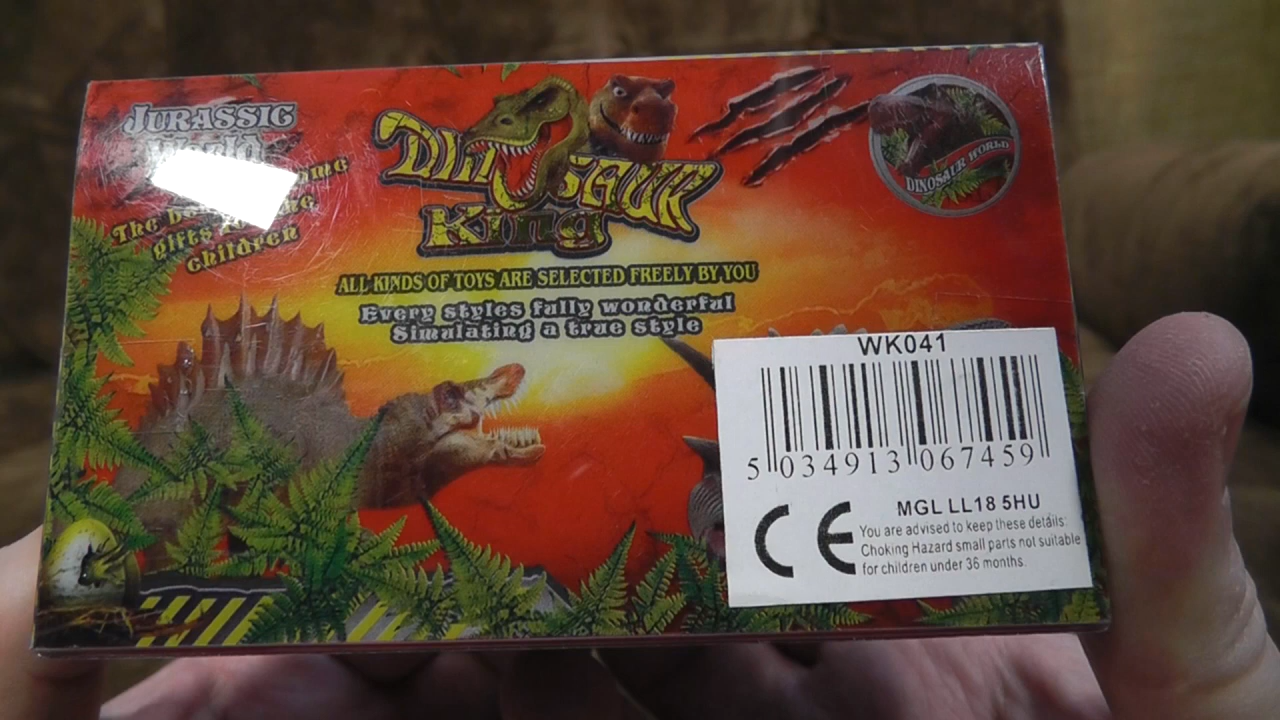 JURASSIC
World
The
gifts
children
DINOSAUR
King
DINOSAUR WORLD
ALL KINDS OF TOYS ARE SELECTED FREELY BY YOU
Every styles fully wonderful
Simulating a true style
WK041
5 034913 067459
CE
MGL LL18 5HU
You are advised to keep these details:
Choking Hazard small parts not suitable
for children under 36 months.